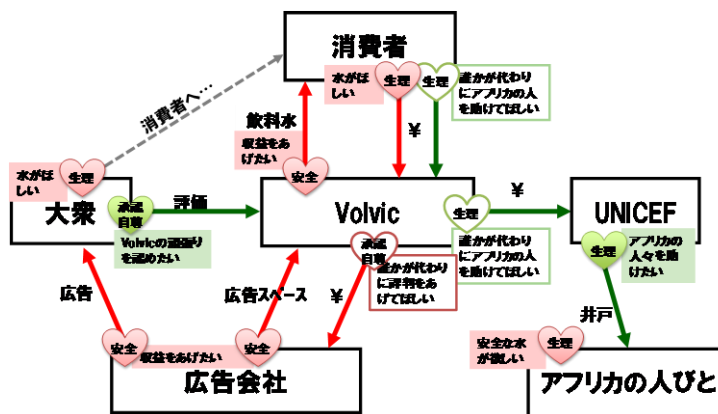 消費者
水がほ
しい
生理
生理
誰かが代わり
にアフリカの人
を助けてほしい
消費者へ…
飲料水
収益をあ
げたい
安全
¥
水がほ
しい
生理
大衆
承認
自尊
評価
Volvicの頑張り
を認めたい
Volvic
生理
¥
UNICEF
誰かが代わり
にアフリカの人
を助けてほしい
生理
アフリカの
人々を助
けたい
承認
自尊
誰かが代わり
に評判をあ
げてほしい
広告
広告スペース
¥
井戸
安全
収益をあげたい
安全
広告会社
安全な水
が欲しい
生理
アフリカの人びと